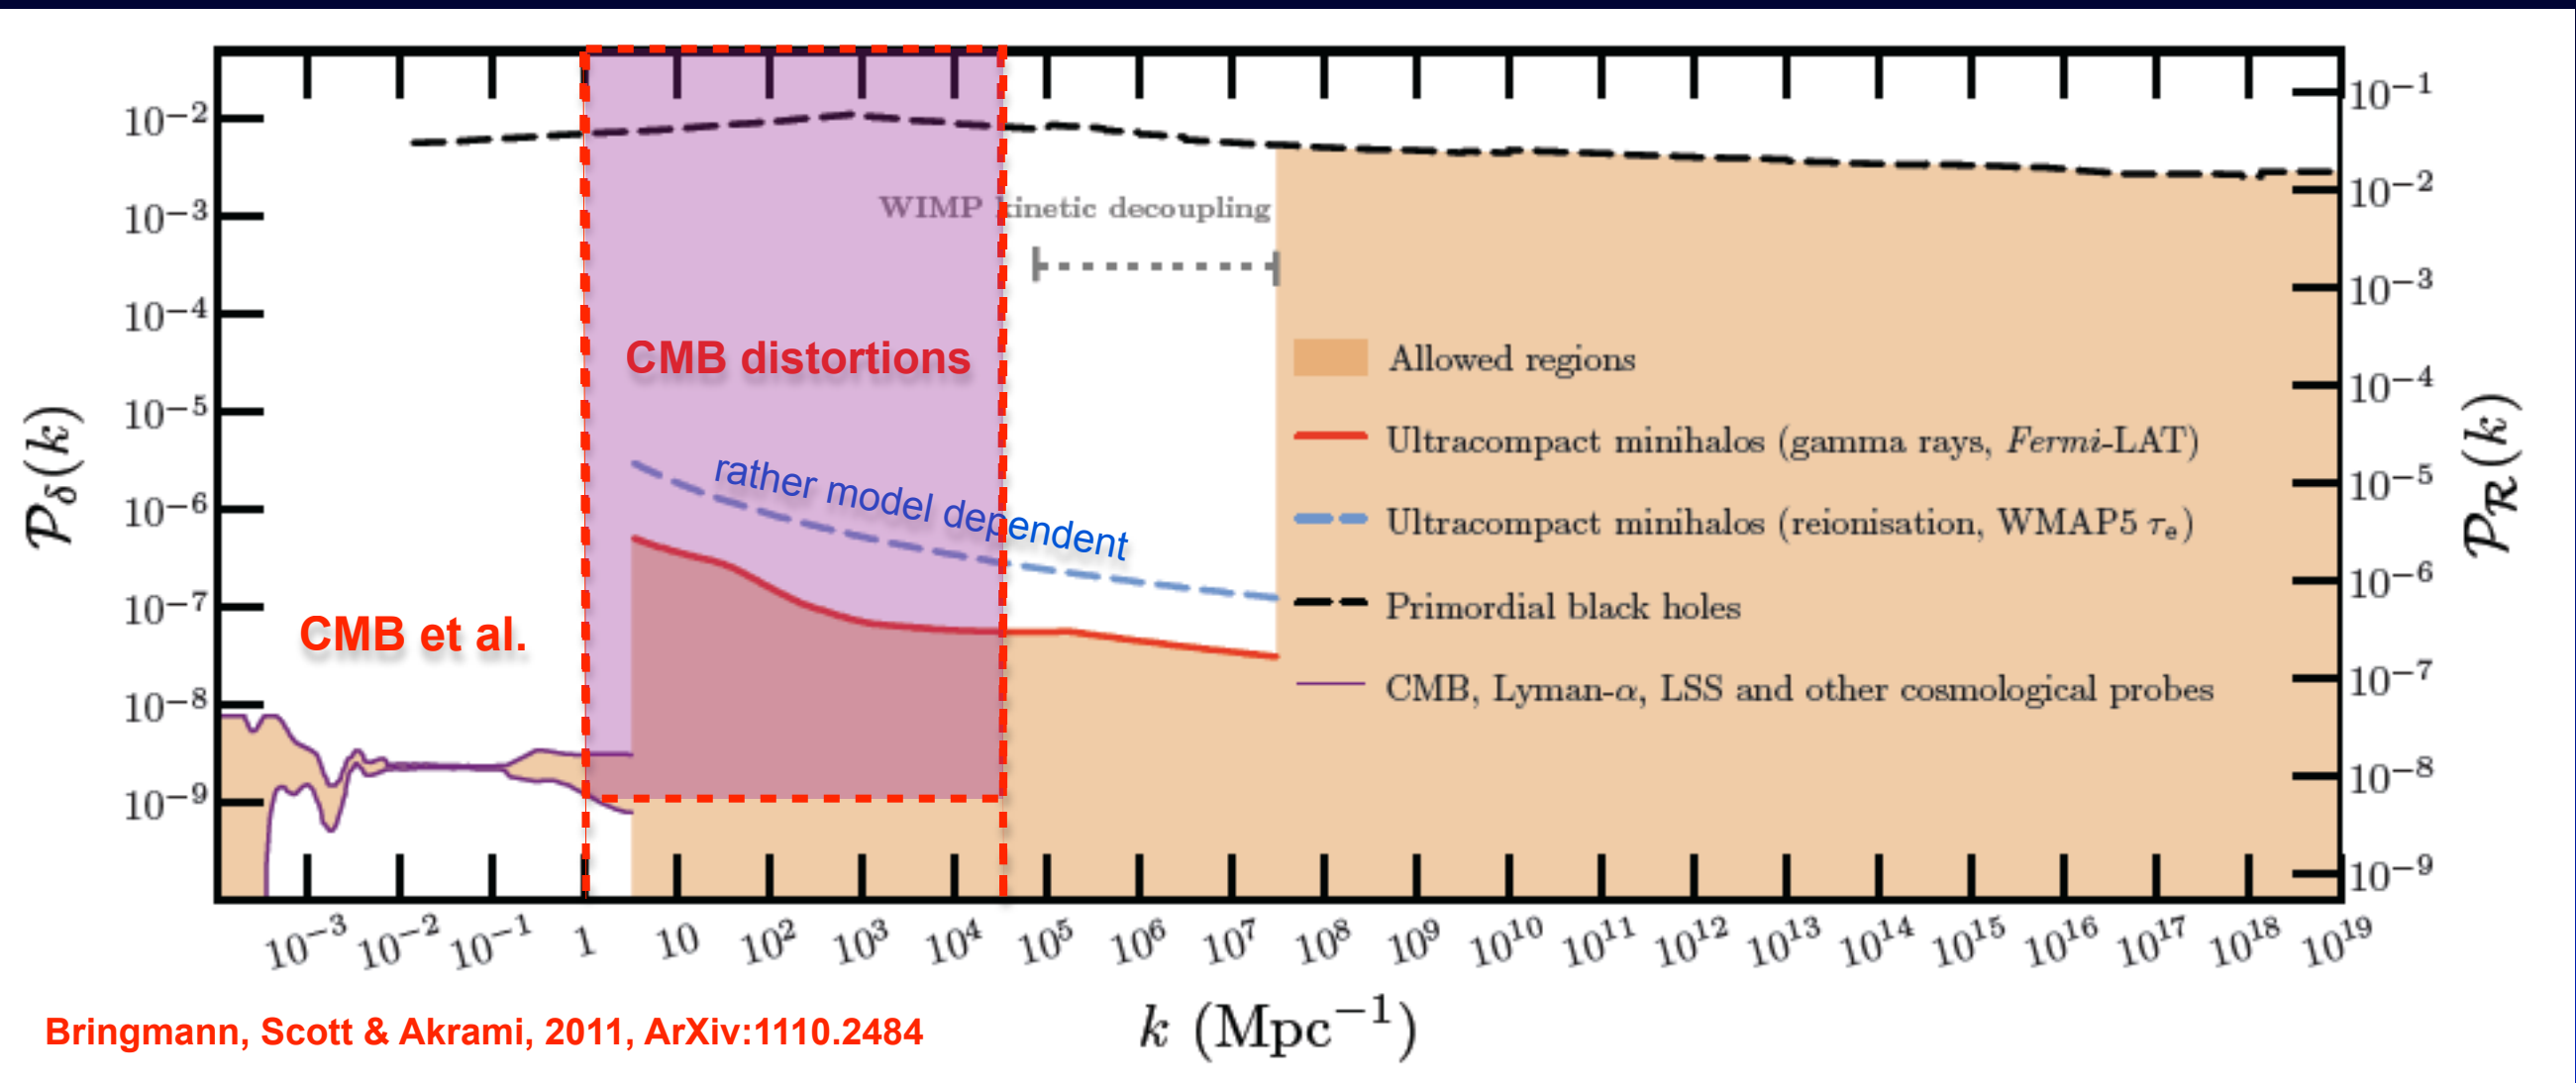 10⁻²
10⁻³
10⁻⁴
10⁻⁵
10⁻⁶
10⁻⁷
10⁻⁸
10⁻⁹
𝒫δ(k)
10⁻¹
10⁻²
10⁻³
10⁻⁴
10⁻⁵
10⁻⁶
10⁻⁷
10⁻⁸
10⁻⁹
𝒫ℛ(k)
WIMP kinetic decoupling
CMB distortions
rather model dependent
CMB et al.
Allowed regions
Ultracompact minihalos (gamma rays, Fermi-LAT)
Ultracompact minihalos (reionisation, WMAP5 τₑ)
Primordial black holes
CMB, Lyman-α, LSS and other cosmological probes
10⁻³ 10⁻² 10⁻¹ 1 10 10² 10³ 10⁴ 10⁵ 10⁶ 10⁷ 10⁸ 10⁹ 10¹⁰ 10¹¹ 10¹² 10¹³ 10¹⁴ 10¹⁵ 10¹⁶ 10¹⁷ 10¹⁸ 10¹⁹
k (Mpc⁻¹)
Bringmann, Scott & Akrami, 2011, ArXiv:1110.2484